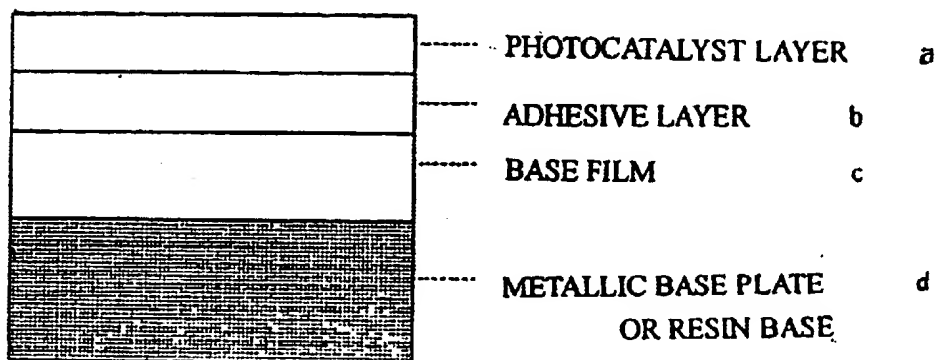 PHOTOCATALYST LAYER a
ADHESIVE LAYER b
BASE FILM c
METALLIC BASE PLATE d
OR RESIN BASE